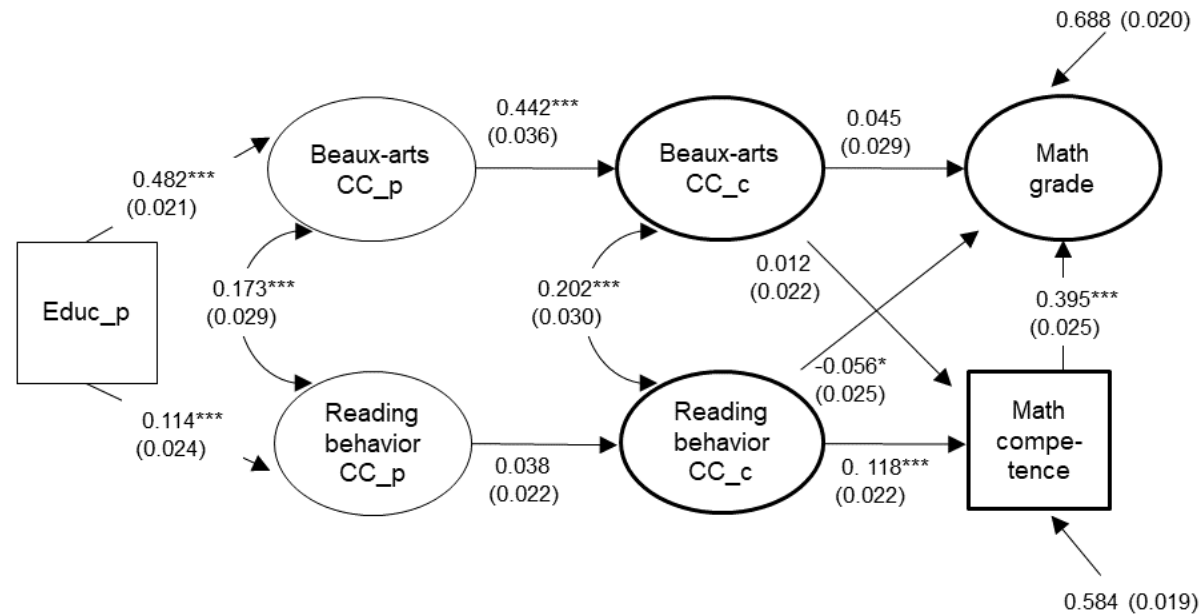 0.688 (0.020)
0.442***
(0.036)
0.045
(0.029)
Beaux-arts
CC_p
Beaux-arts
CC_c
Math
grade
0.482***
(0.021)
Educ_p
0.173***
(0.029)
0.202***
(0.030)
0.012
(0.022)
0.395***
(0.025)
-0.056*
(0.025)
0.114***
(0.024)
Reading
behavior
CC_p
0.038
(0.022)
Reading
behavior
CC_c
0. 118***
(0.022)
Math
compe-
tence
0.584 (0.019)